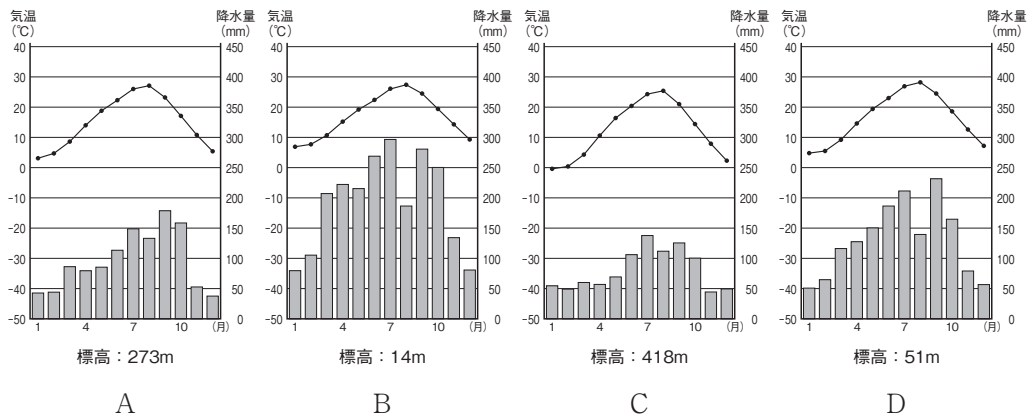 気温 降水量 気温 降水量 気温 降水量 気温 降水量
(℃) (mm) (℃) (mm) (℃) (mm) (℃) (mm)
40 450 40 450 40 450 40 450
30 400 30 400 30 400 30 400
20 350 20 350 20 350 20 350
10 300 10 300 10 300 10 300
0 250 0 250 0 250 0 250
-10 200 -10 200 -10 200 -10 200
-20 150 -20 150 -20 150 -20 150
-30 100 -30 100 -30 100 -30 100
-40 50 -40 50 -40 50 -40 50
-50 0 -50 0 -50 0 -50 0
1 4 7 10 (月) 1 4 7 10 (月) 1 4 7 10 (月) 1 4 7 10 (月)
標高:273m 標高:14m 標高:418m 標高:51m
A B C D